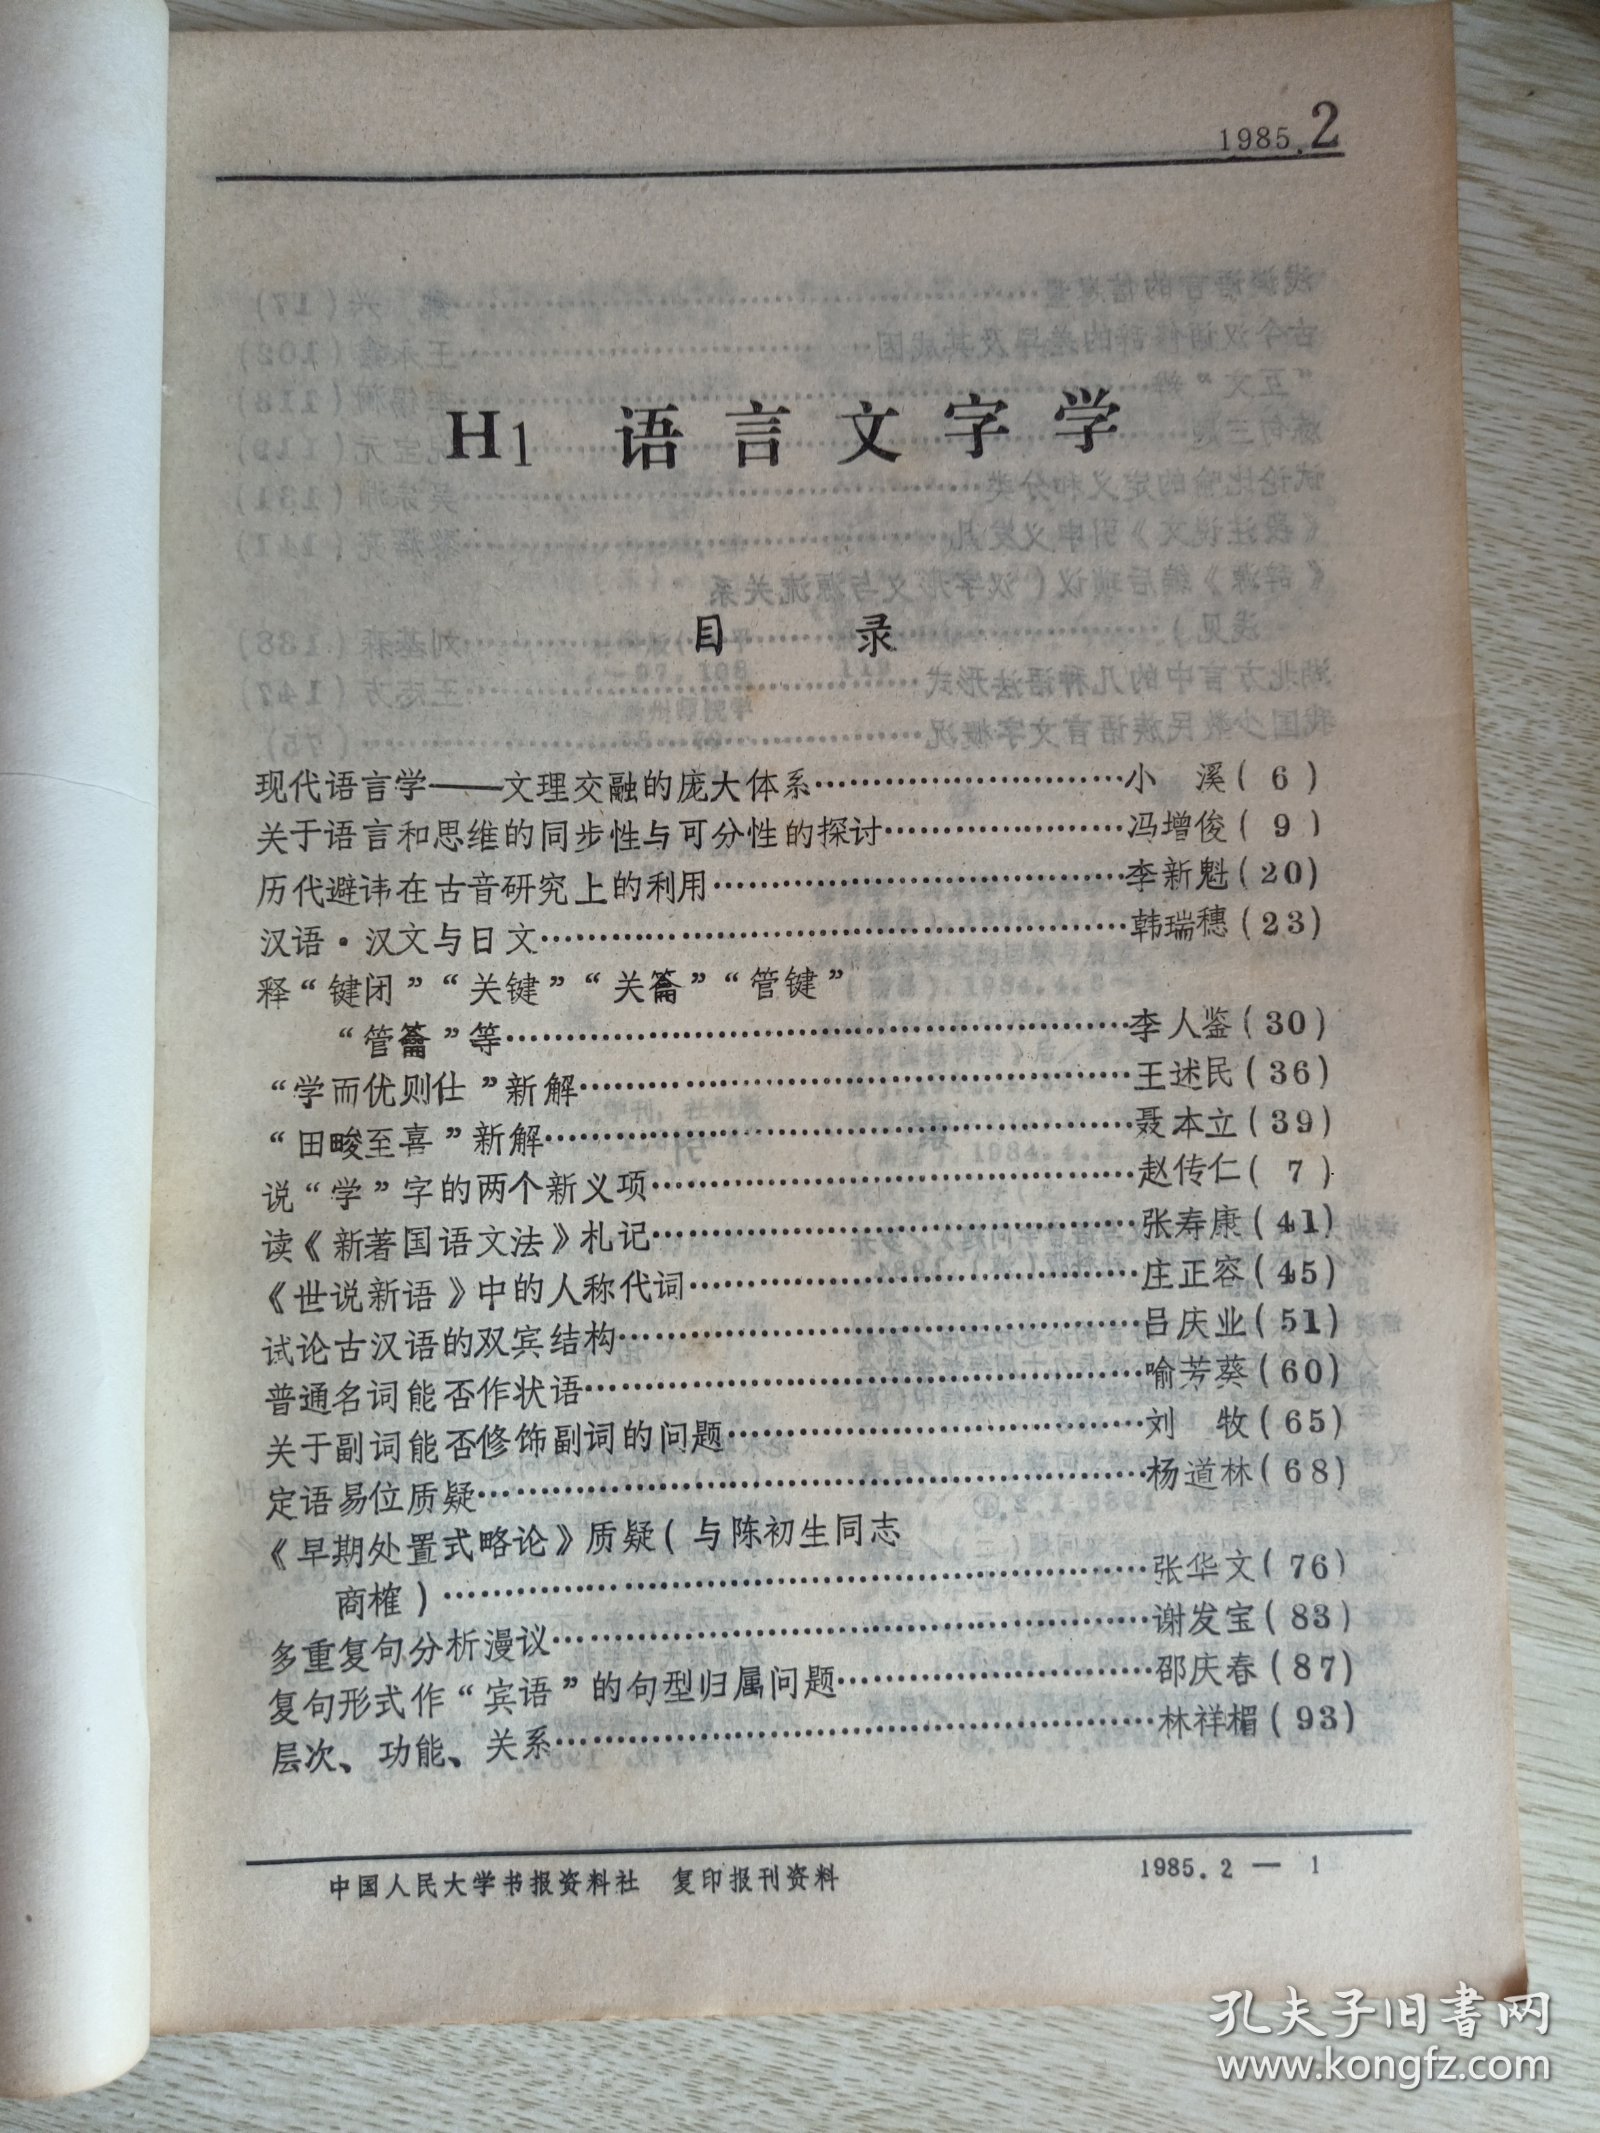 1985.2
H1 语言文字学
目 录
现代语言学——文理交融的庞大体系…………………………小 溪( 6 )
关于语言和思维的同步性与可分性的探讨……………………冯增俊( 9 )
历代避讳在古音研究上的利用…………………………………李新魁(20)
汉语·汉文与日文………………………………………………韩瑞穗(23)
释“键闭”“关键”“关籥”“管键”
“管籥”等…………………………………………………李人鉴(30)
“学而优则仕”新解……………………………………………王述民(36)
“田畯至喜”新解………………………………………………聂本立(39)
说“学”字的两个新义项………………………………………赵传仁( 7 )
读《新著国语文法》札记………………………………………张寿康(41)
《世说新语》中的人称代词……………………………………庄正容(45)
试论古汉语的双宾结构…………………………………………吕庆业(51)
普通名词能否作状语……………………………………………喻芳葵(60)
关于副词能否修饰副词的问题…………………………………刘 牧(65)
定语易位质疑……………………………………………………杨道林(68)
《早期处置式略论》质疑(与陈初生同志
商榷)…………………………………………………………张华文(76)
多重复句分析漫议………………………………………………谢发宝(83)
复句形式作“宾语”的句型归属问题…………………………邵庆春(87)
层次、功能、关系………………………………………………林祥楣(93)
中国人民大学书报资料社 复印报刊资料 1985.2 — 1
孔夫子旧书网
www.kongfz.com